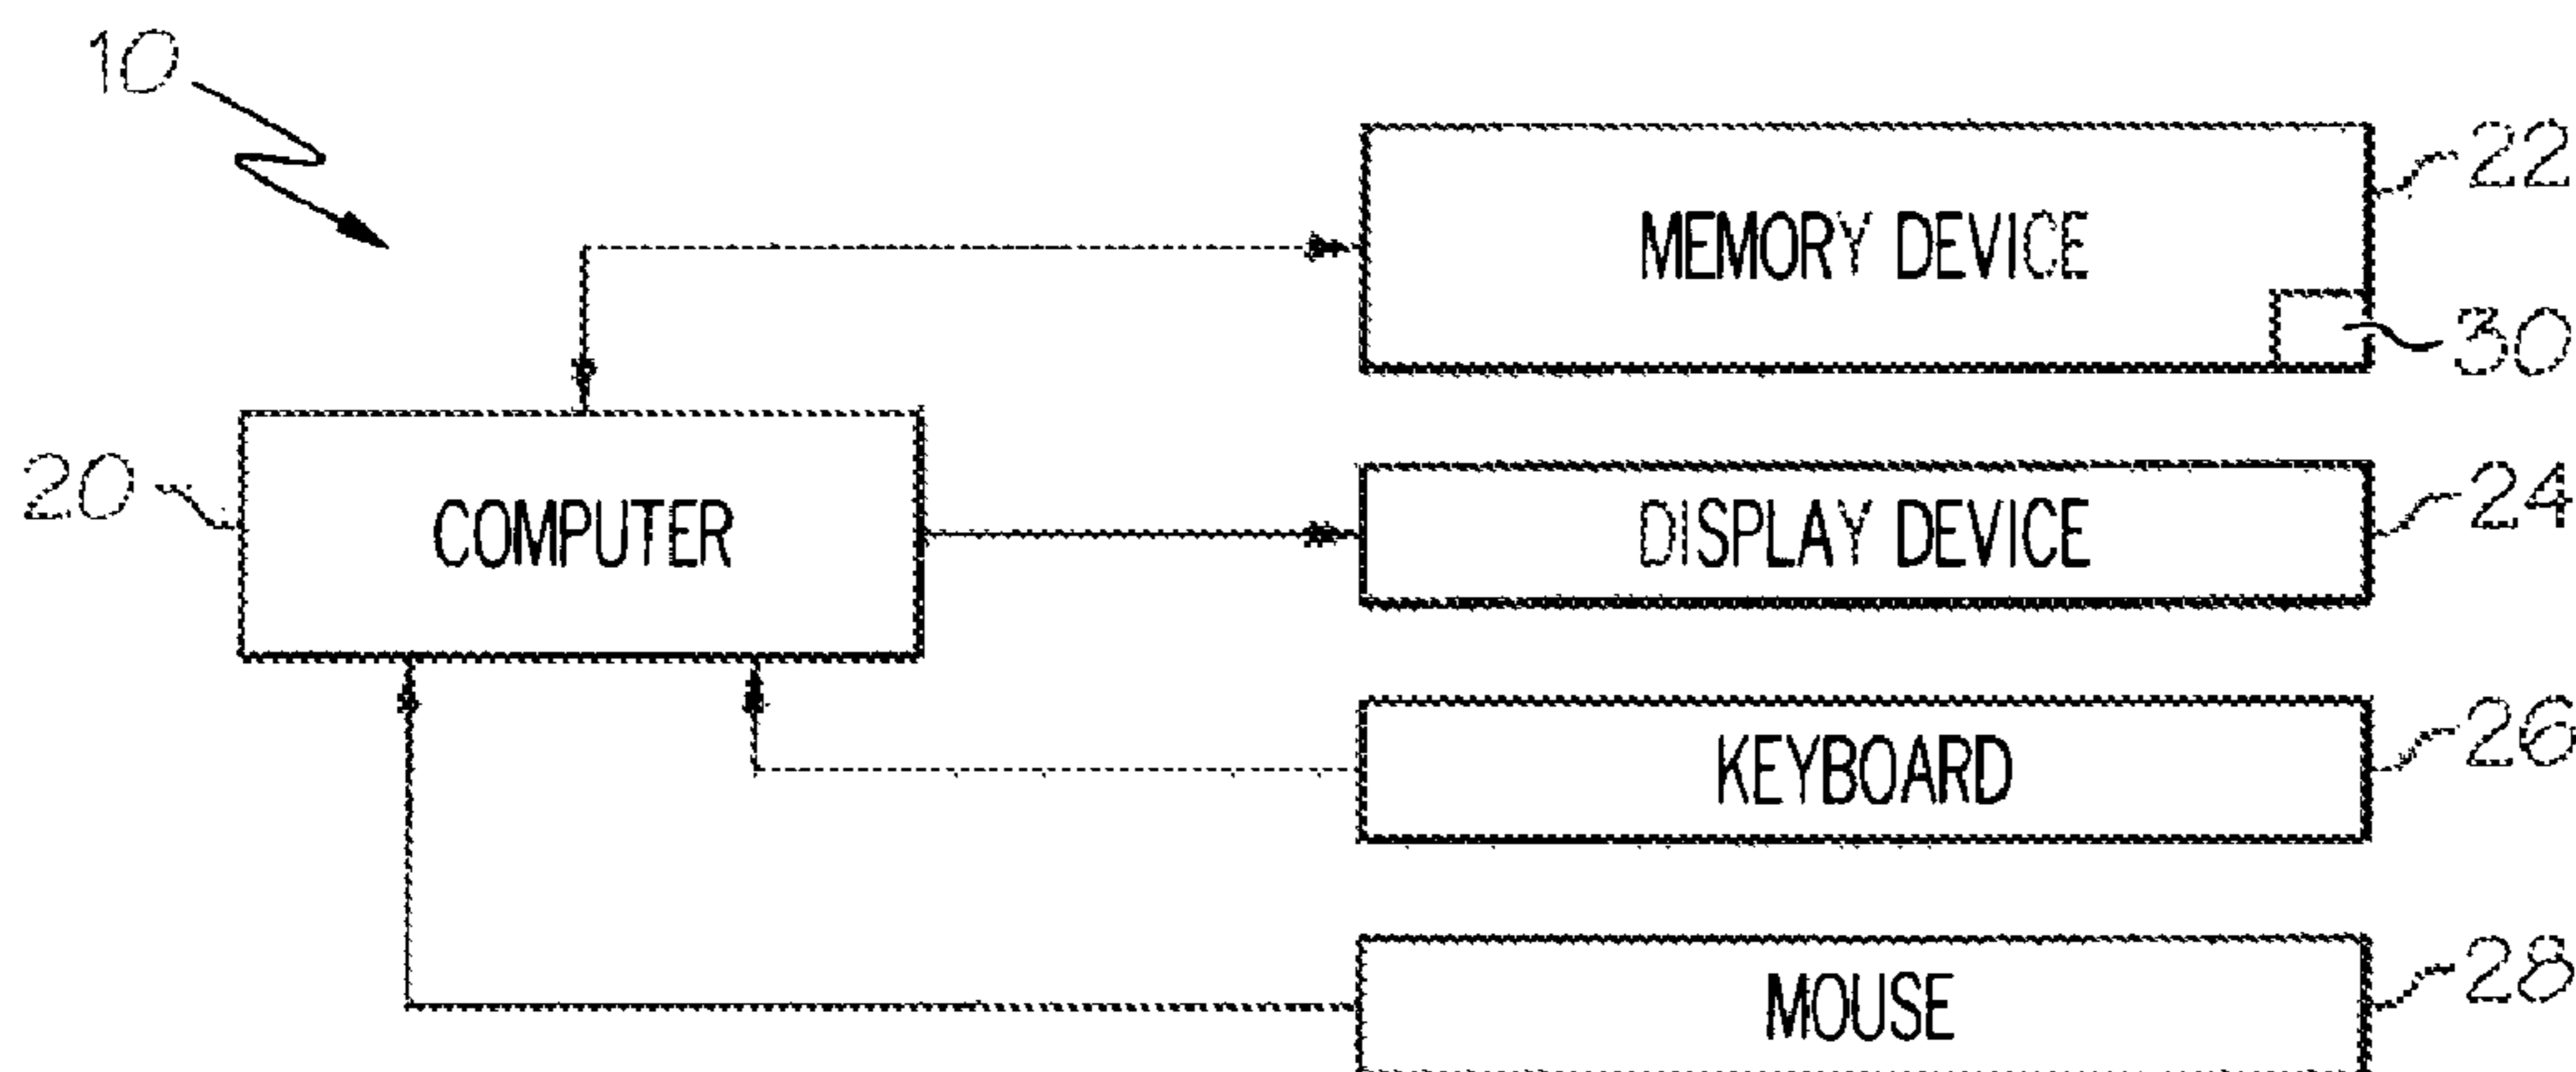 10
MEMORY DEVICE
22
30
20
COMPUTER
DISPLAY DEVICE
24
KEYBOARD
26
MOUSE
28